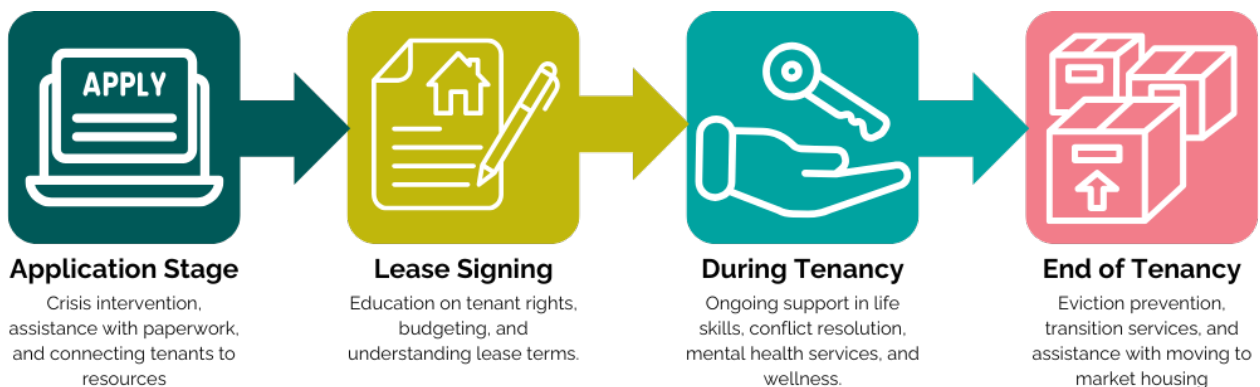 APPLY
Application Stage
Crisis intervention,
assistance with paperwork,
and connecting tenants to
resources
Lease Signing
Education on tenant rights,
budgeting, and
understanding lease terms.
During Tenancy
Ongoing support in life
skills, conflict resolution,
mental health services, and
wellness.
End of Tenancy
Eviction prevention,
transition services, and
assistance with moving to
market housing